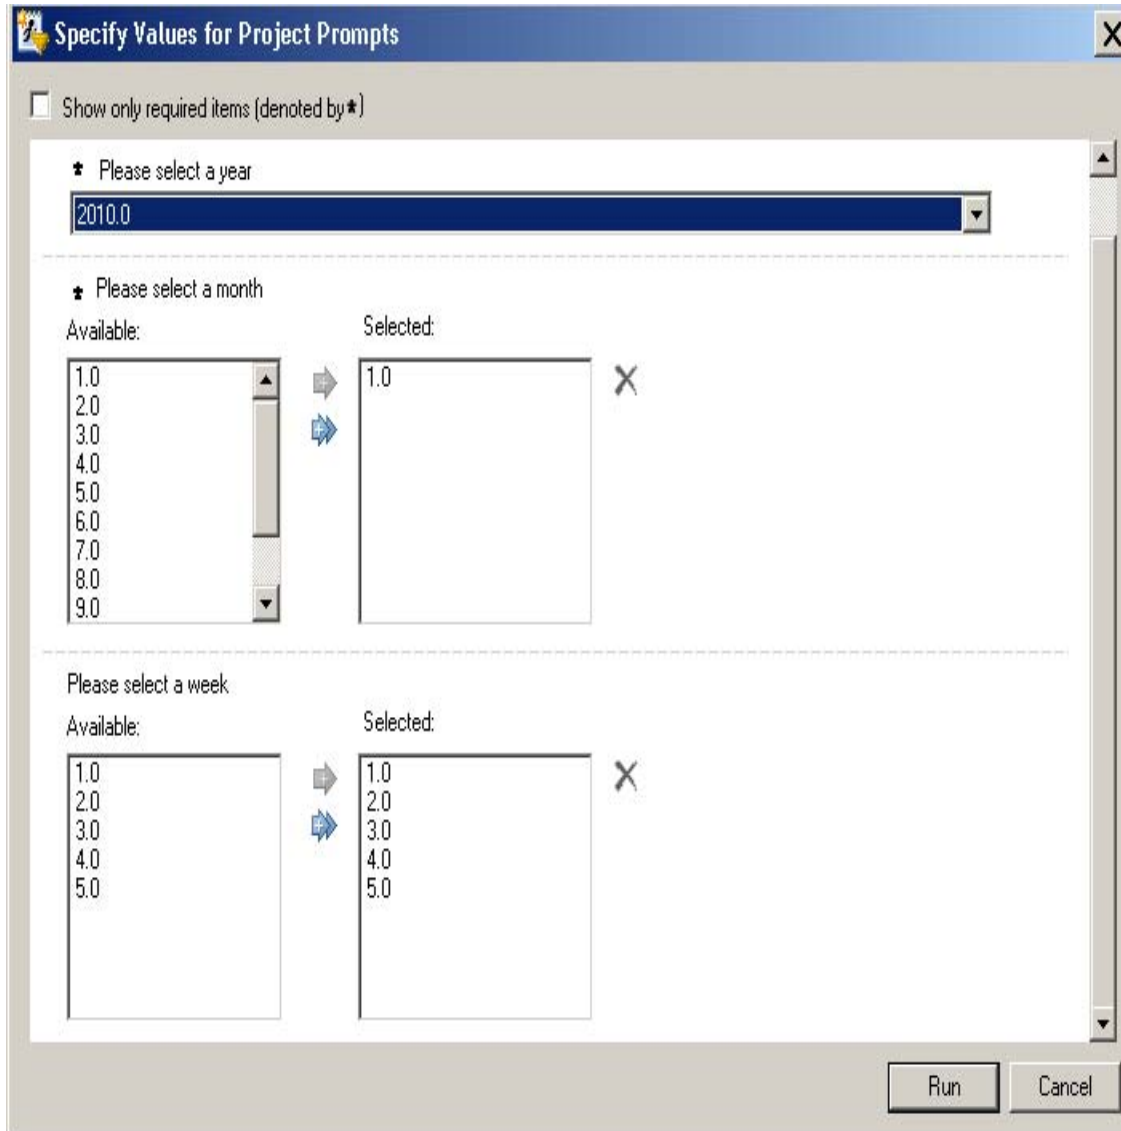 Specify Values for Project Prompts
Show only required items (denoted by*)
* Please select a year
2010.0
* Please select a month
Available:
Selected:
1.0
2.0
3.0
4.0
5.0
6.0
7.0
8.0
9.0
1.0
Please select a week
Available:
Selected:
1.0
2.0
3.0
4.0
5.0
1.0
2.0
3.0
4.0
5.0
Run
Cancel